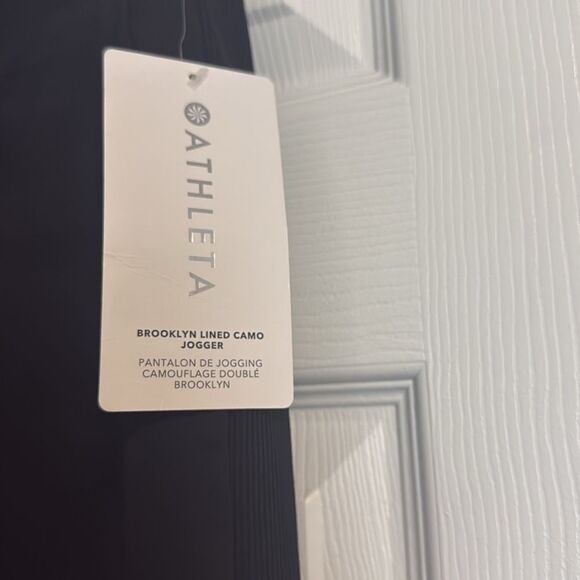 ATHLETA
BROOKLYN LINED CAMO
JOGGER
PANTALON DE JOGGING
CAMOUFLAGE DOUBLÉ
BROOKLYN